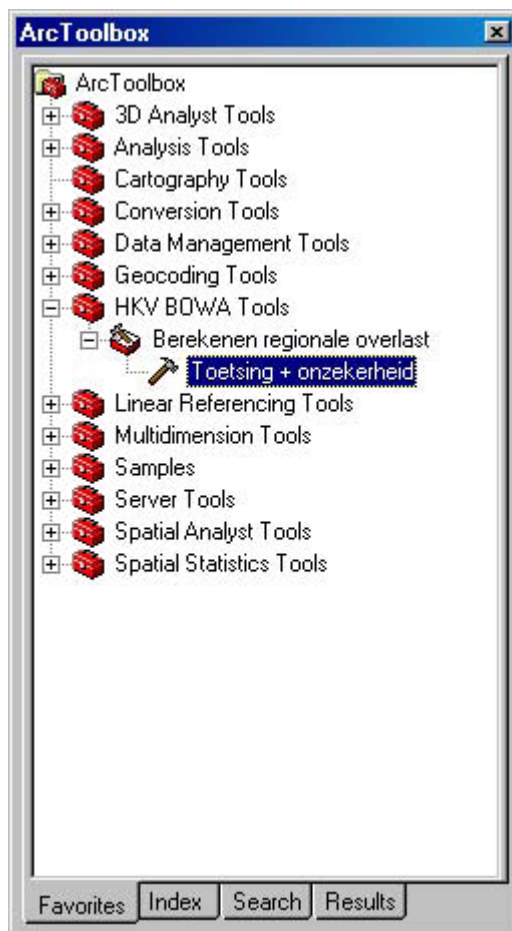 ArcToolbox
ArcToolbox
3D Analyst Tools
Analysis Tools
Cartography Tools
Conversion Tools
Data Management Tools
Geocoding Tools
HKV BOWA Tools
Berekenen regionale overlast
Toetsing + onzekerheid
Linear Referencing Tools
Multidimension Tools
Samples
Server Tools
Spatial Analyst Tools
Spatial Statistics Tools
Favorites Index Search Results